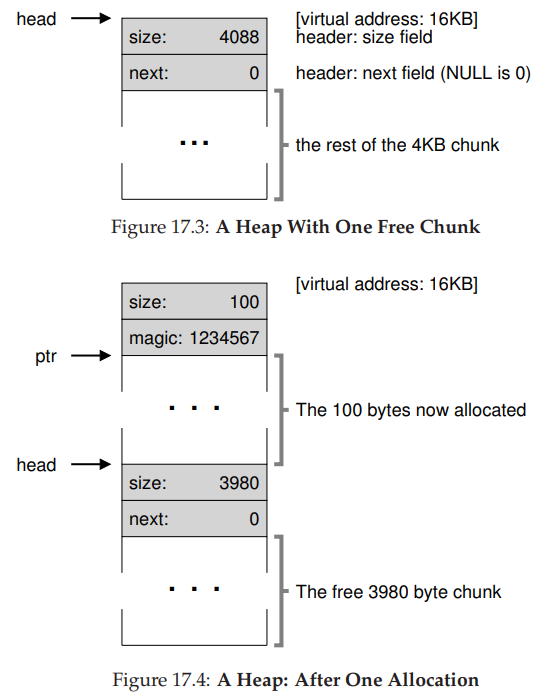 head
[virtual address: 16KB]
size: 4088
header: size field
next: 0
header: next field (NULL is 0)
...
the rest of the 4KB chunk
Figure 17.3: A Heap With One Free Chunk
[virtual address: 16KB]
size: 100
magic: 1234567
ptr
. . .
The 100 bytes now allocated
head
size: 3980
next: 0
. . .
The free 3980 byte chunk
Figure 17.4: A Heap: After One Allocation